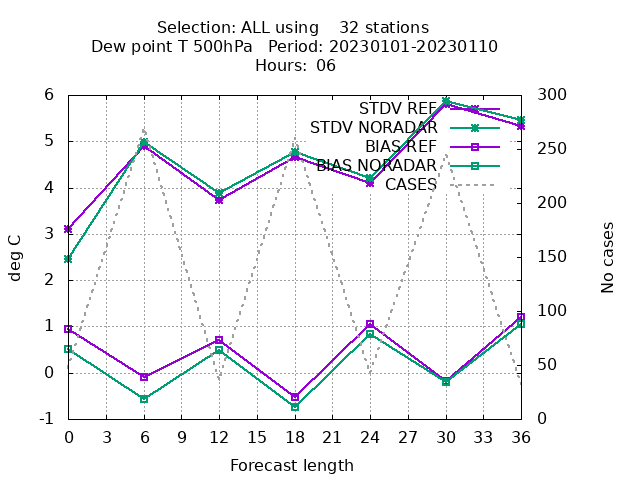 Selection: ALL using    32 stations
Dew point T 500hPa   Period: 20230101-20230110
Hours: 06
STDV REF
STDV NORADAR
BIAS REF
BIAS NORADAR
CASES
6
5
4
3
2
1
0
-1
deg C
300
250
200
150
100
50
0
No cases
0 3 6 9 12 15 18 21 24 27 30 33 36
Forecast length